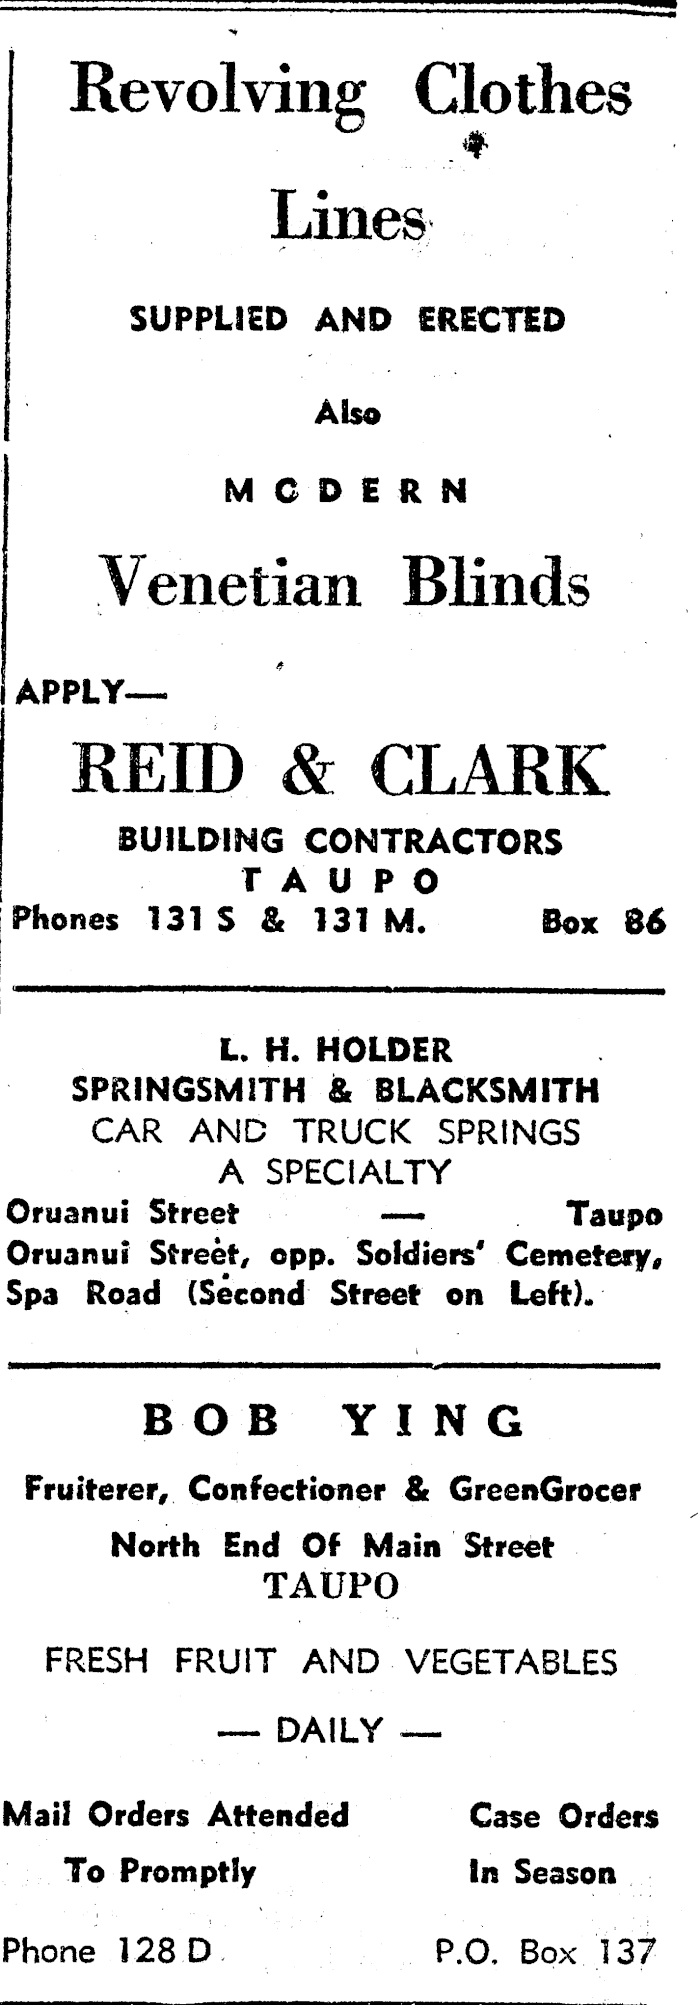 Revolving Clothes
Lines
SUPPLIED AND ERECTED
Also
MODERN
Venetian Blinds
APPLY—
REID & CLARK
BUILDING CONTRACTORS
TAUPO
Phones 131 S & 131 M. Box 86
L. H. HOLDER
SPRINGSMITH & BLACKSMITH
CAR AND TRUCK SPRINGS
A SPECIALTY
Oruanui Street — Taupo
Oruanui Street, opp. Soldiers' Cemetery,
Spa Road (Second Street on Left).
BOB YING
Fruiterer, Confectioner & GreenGrocer
North End Of Main Street
TAUPO
FRESH FRUIT AND VEGETABLES
— DAILY —
Mail Orders Attended Case Orders
To Promptly In Season
Phone 128 D P.O. Box 137